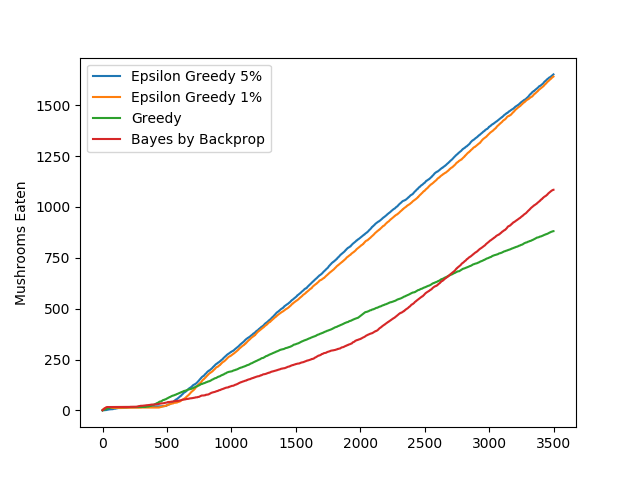 Epsilon Greedy 5%
Epsilon Greedy 1%
Greedy
Bayes by Backprop
Mushrooms Eaten
1500
1250
1000
750
500
250
0
0 500 1000 1500 2000 2500 3000 3500